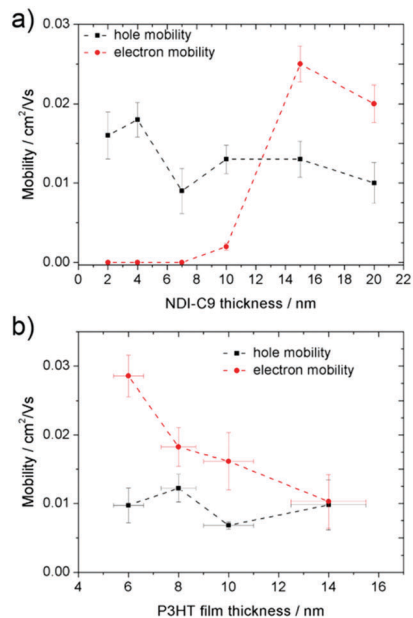 a)
hole mobility
electron mobility
0.03
0.02
0.01
0.00
Mobility / cm²/Vs
0 2 4 6 8 10 12 14 16 18 20 22
NDI-C9 thickness / nm
b)
hole mobility
electron mobility
0.03
0.02
0.01
0.00
Mobility / cm²/Vs
6 8 10 12 14 16
P3HT film thickness / nm